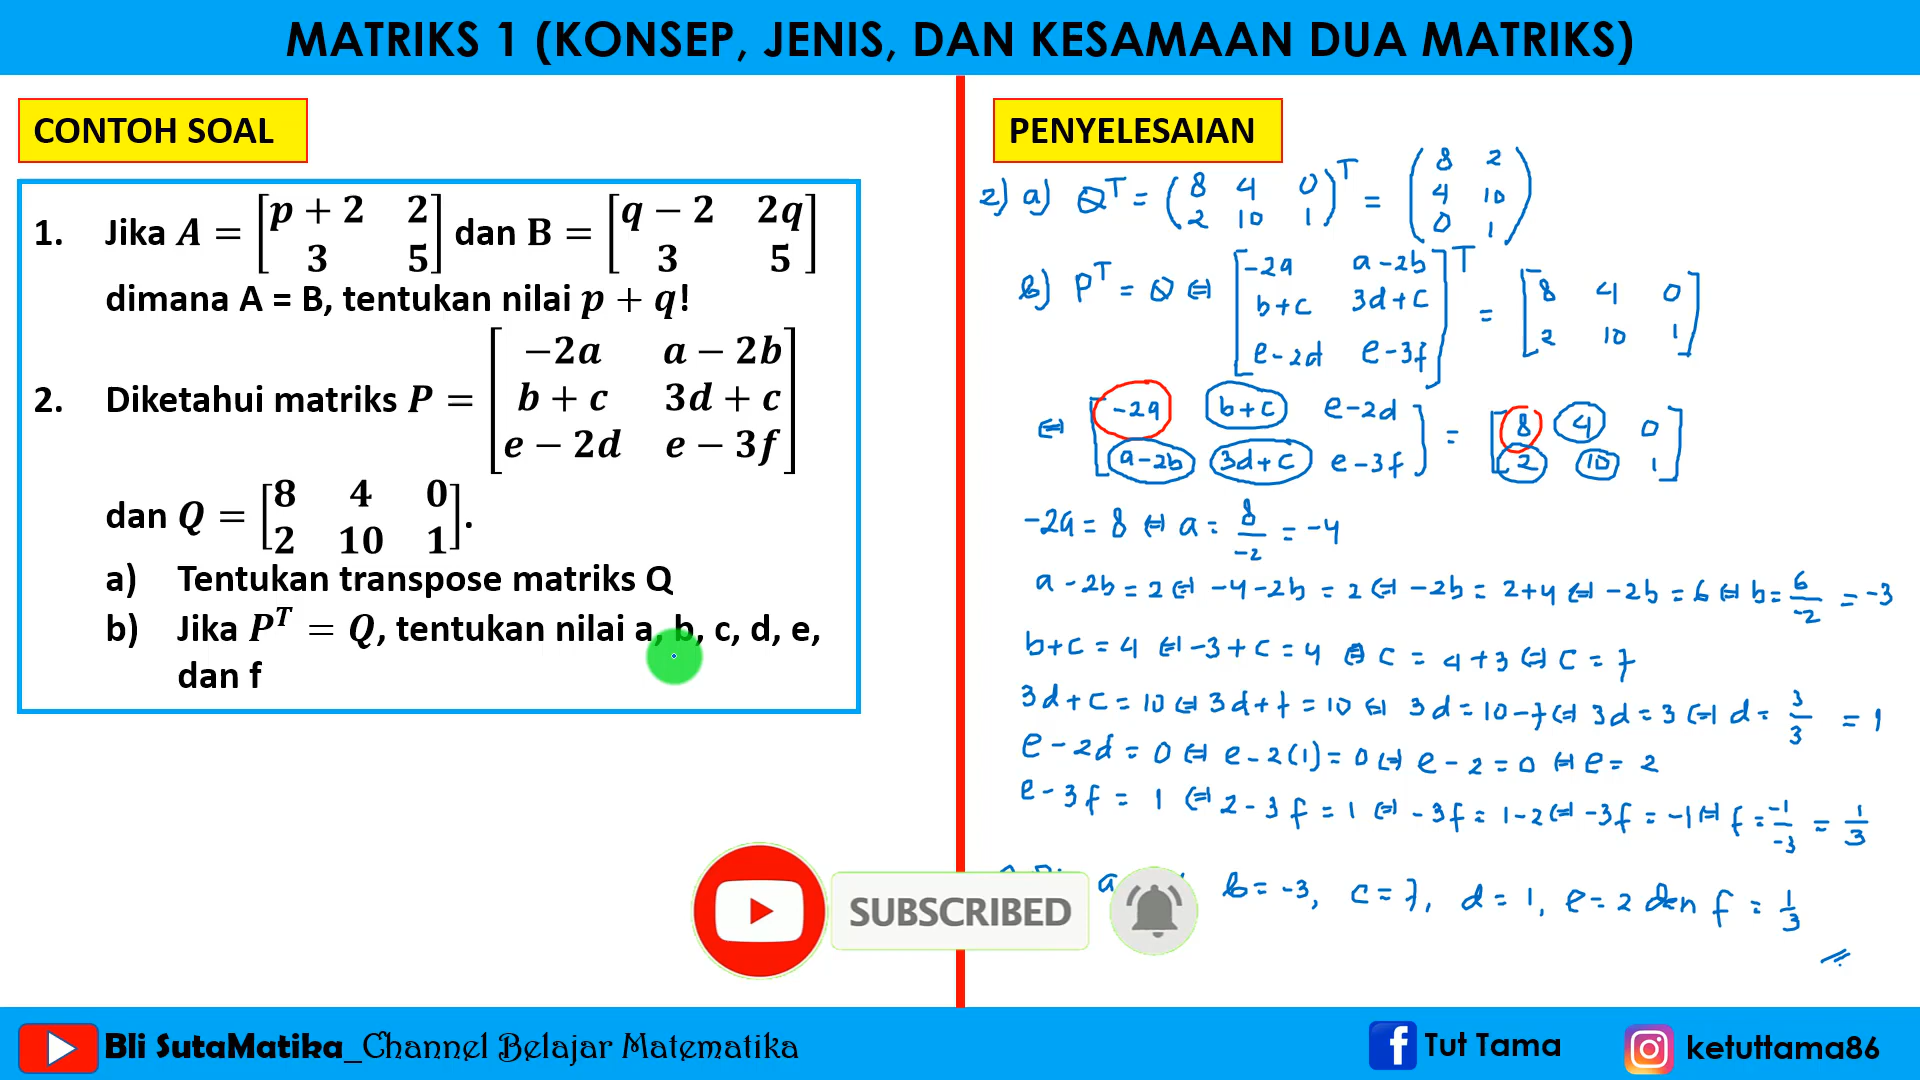 MATRIKS 1 (KONSEP, JENIS, DAN KESAMAAN DUA MATRIKS)
CONTOH SOAL
1. Jika A = [p + 2 2 3 5] dan B = [q − 2 2q 3 5]
dimana A = B, tentukan nilai p + q!
2. Diketahui matriks P = [−2a a − 2b b + c 3d + c e − 2d e − 3f]
dan Q = [8 4 0 2 10 1].
a) Tentukan transpose matriks Q
b) Jika P^T = Q, tentukan nilai a, b, c, d, e,
dan f
PENYELESAIAN
2) a) Q^T = (8 4 0 2 10 1)^T = (8 2 4 10 0 1)
b) P^T = Q ⇔ [-2a a-2b b+c 3d+c e-2d e-3f]^T = [8 4 0 2 10 1]
⇔ [-2a b+c e-2d a-2b 3d+c e-3f] = [8 4 0 2 10 1]
-2a = 8 ⇔ a = 8/-2 = -4
a - 2b = 2 ⇔ -4 - 2b = 2 ⇔ -2b = 2+4 ⇔ -2b = 6 ⇔ b = 6/-2 = -3
b+c = 4 ⇔ -3+c = 4 ⇔ c = 4+3 ⇔ c = 7
3d+c = 10 ⇔ 3d+7 = 10 ⇔ 3d = 10-7 ⇔ 3d = 3 ⇔ d = 3/3 = 1
e - 2d = 0 ⇔ e - 2(1) = 0 ⇔ e - 2 = 0 ⇔ e = 2
e - 3f = 1 ⇔ 2 - 3f = 1 ⇔ -3f = 1-2 ⇔ -3f = -1 ⇔ f = -1/-3 = 1/3
a b = -3, c = 7, d = 1, e = 2 dan f = 1/3
SUBSCRIBED
Bli SutaMatika_Channel Belajar Matematika
Tut Tama
ketuttama86